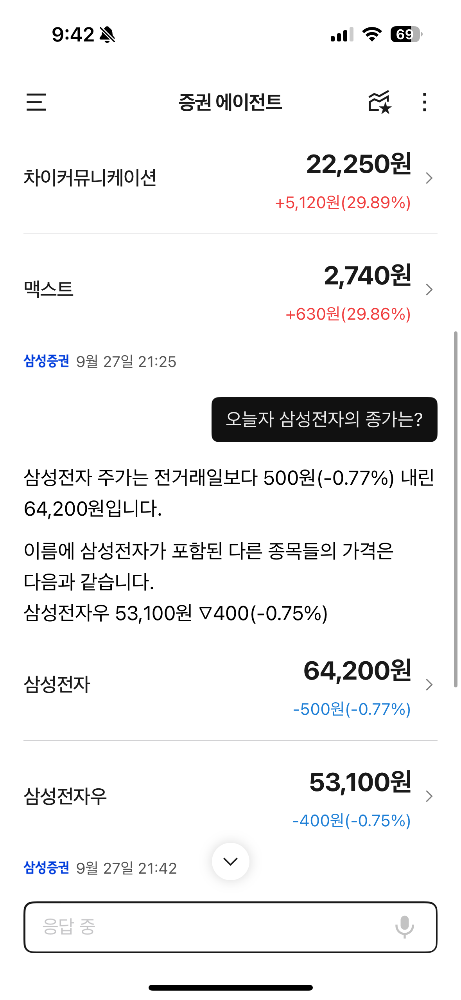 9:42
69
증권 에이전트
차이커뮤니케이션
22,250원
+5,120원(29.89%)
맥스트
2,740원
+630원(29.86%)
삼성증권 9월 27일 21:25
오늘자 삼성전자의 종가는?
삼성전자 주가는 전거래일보다 500원(-0.77%) 내린
64,200원입니다.
이름에 삼성전자가 포함된 다른 종목들의 가격은
다음과 같습니다.
삼성전자우 53,100원 ▽400(-0.75%)
삼성전자
64,200원
-500원(-0.77%)
삼성전자우
53,100원
-400원(-0.75%)
삼성증권 9월 27일 21:42
응답 중